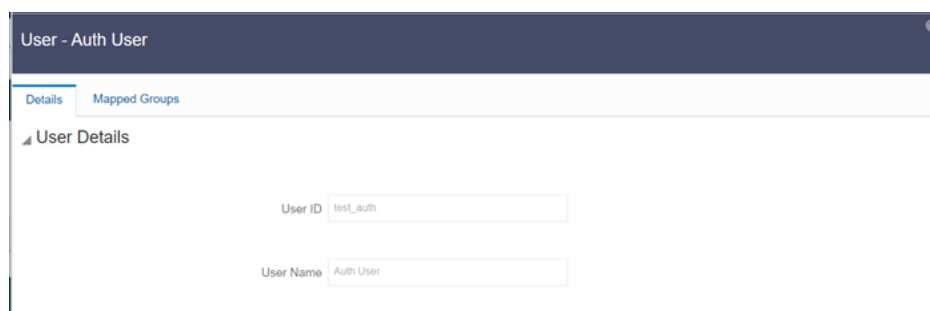 User - Auth User
Details Mapped Groups
User Details
User ID test_auth
User Name Auth User